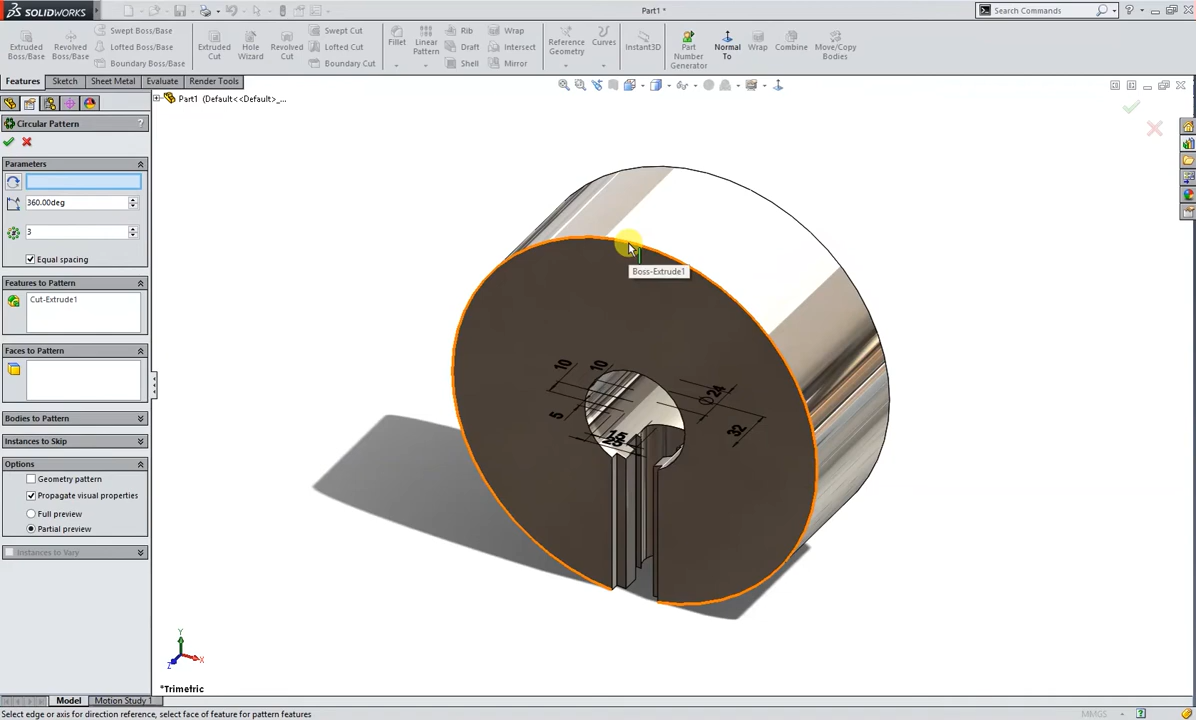 SOLIDWORKS
Part1 *
Search Commands
Extruded Boss/Base
Revolved Boss/Base
Swept Boss/Base
Lofted Boss/Base
Boundary Boss/Base
Extruded Cut
Hole Wizard
Revolved Cut
Swept Cut
Lofted Cut
Boundary Cut
Fillet
Linear Pattern
Rib
Draft
Shell
Wrap
Intersect
Mirror
Reference Geometry
Curves
Instant3D
Part Number Generator
Normal To
Wrap
Combine
Move/Copy Bodies
Features
Sketch
Sheet Metal
Evaluate
Render Tools
Part1 (Default<<Default>_...
Circular Pattern
?
Parameters
360.00deg
3
Equal spacing
Features to Pattern
Cut-Extrude1
Faces to Pattern
Bodies to Pattern
Instances to Skip
Options
Geometry pattern
Propagate visual properties
Full preview
Partial preview
Instances to Vary
Boss-Extrude1
10
10
∅24
5
32
15
25
Y
X
Z
*Trimetric
Model
Motion Study 1
Select edge or axis for direction reference, select face of feature for pattern features
MMGS